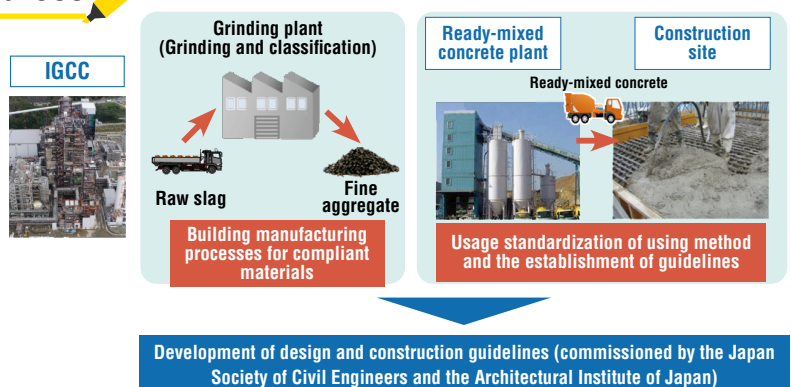 IGCC
Grinding plant
(Grinding and classification)
Raw slag
Fine
aggregate
Building manufacturing
processes for compliant
materials
Ready-mixed
concrete plant
Construction
site
Ready-mixed concrete
Usage standardization of using method
and the establishment of guidelines
Development of design and construction guidelines (commissioned by the Japan
Society of Civil Engineers and the Architectural Institute of Japan)